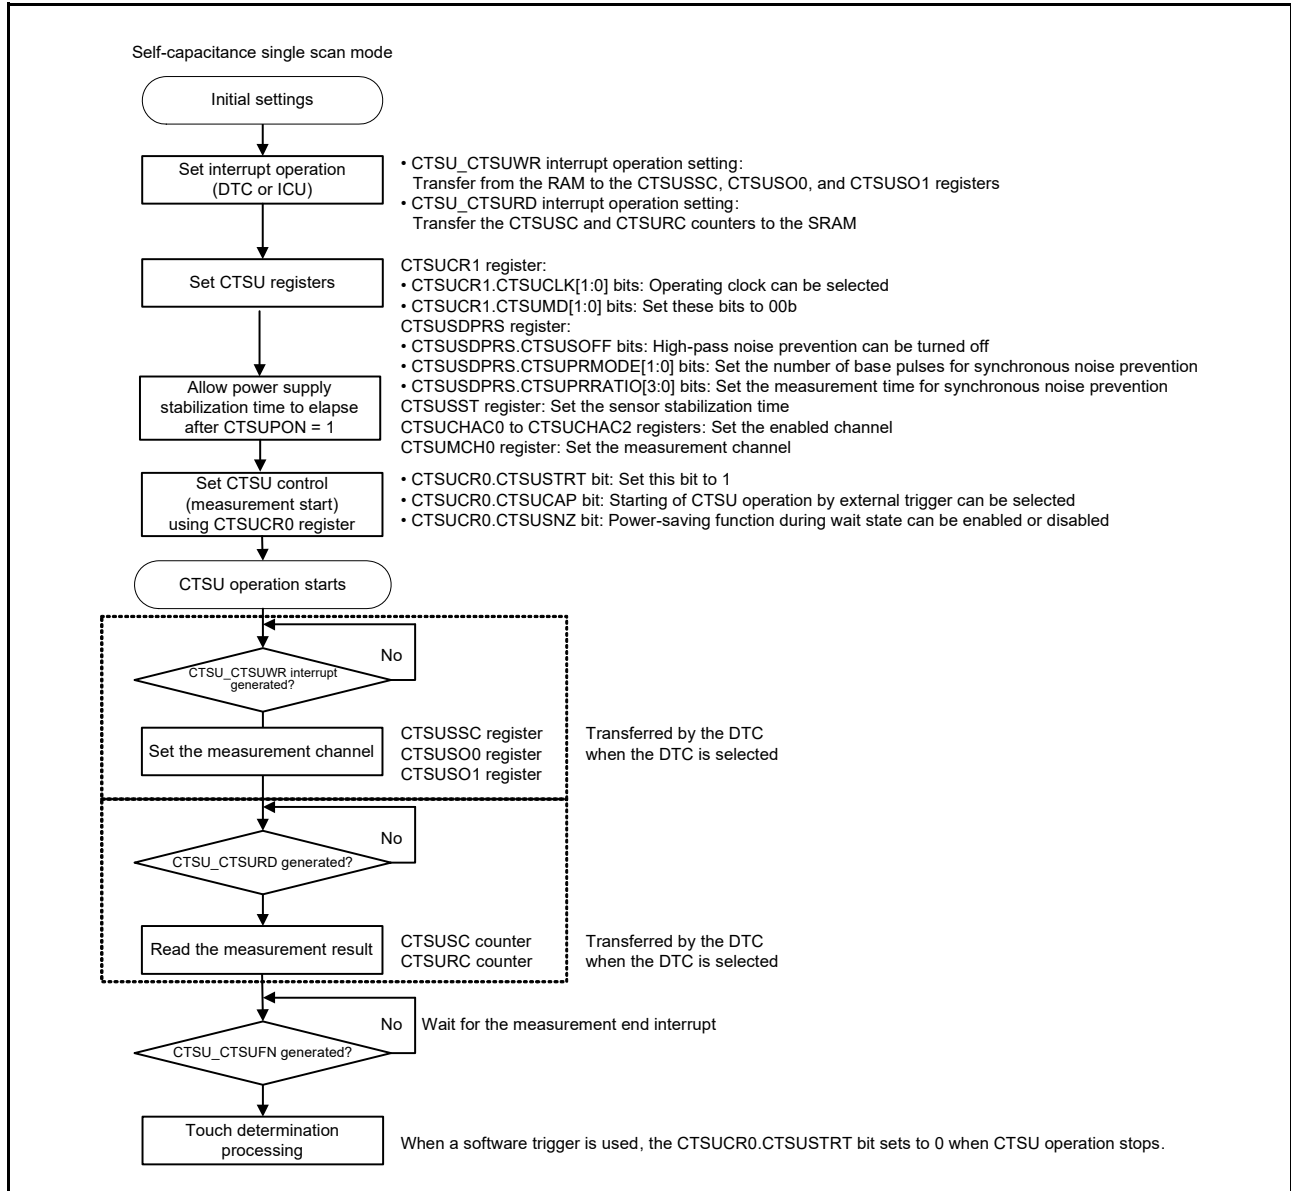 Self-capacitance single scan mode
Initial settings
Set interrupt operation
(DTC or ICU)
• CTSU_CTSUWR interrupt operation setting:
Transfer from the RAM to the CTSUSSC, CTSUSO0, and CTSUSO1 registers
• CTSU_CTSURD interrupt operation setting:
Transfer the CTSUSC and CTSURC counters to the SRAM
Set CTSU registers
CTSUCR1 register:
• CTSUCR1.CTSUCLK[1:0] bits: Operating clock can be selected
• CTSUCR1.CTSUMD[1:0] bits: Set these bits to 00b
CTSUSDPRS register:
• CTSUSDPRS.CTSUSOFF bits: High-pass noise prevention can be turned off
• CTSUSDPRS.CTSUPRMODE[1:0] bits: Set the number of base pulses for synchronous noise prevention
• CTSUSDPRS.CTSUPRRATIO[3:0] bits: Set the measurement time for synchronous noise prevention
CTSUSST register: Set the sensor stabilization time
CTSUCHAC0 to CTSUCHAC2 registers: Set the enabled channel
CTSUMCH0 register: Set the measurement channel
Allow power supply
stabilization time to elapse
after CTSUPON = 1
Set CTSU control
(measurement start)
using CTSUCR0 register
• CTSUCR0.CTSUSTRT bit: Set this bit to 1
• CTSUCR0.CTSUCAP bit: Starting of CTSU operation by external trigger can be selected
• CTSUCR0.CTSUSNZ bit: Power-saving function during wait state can be enabled or disabled
CTSU operation starts
CTSU_CTSUWR interrupt
generated?
No
Set the measurement channel
CTSUSSC register
CTSUSO0 register
CTSUSO1 register
Transferred by the DTC
when the DTC is selected
CTSU_CTSURD generated?
No
Read the measurement result
CTSUSC counter
CTSURC counter
Transferred by the DTC
when the DTC is selected
CTSU_CTSUFN generated?
No
Wait for the measurement end interrupt
Touch determination
processing
When a software trigger is used, the CTSUCR0.CTSUSTRT bit sets to 0 when CTSU operation stops.